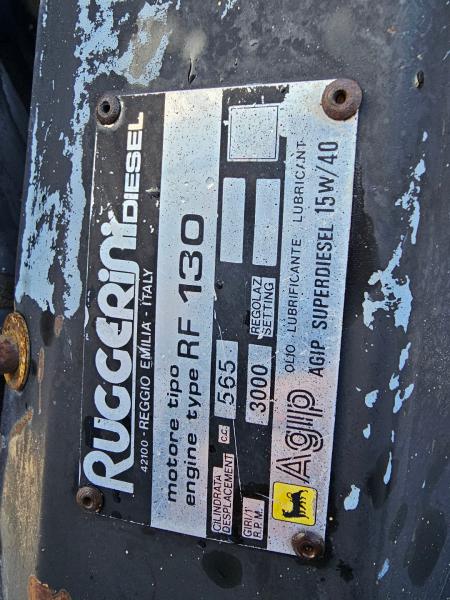 RUGGERINI DIESEL
42100 - REGGIO EMILIA - ITALY
motore tipo
engine type RF 130
CILINDRATA
DISPLACEMENT C.C. 565
GIRI/1'
R.P.M. 3000 REGOLAZ
SETTING
Agip OLIO LUBRIFICANTE LUBRICANT
AGIP SUPERDIESEL 15W/40